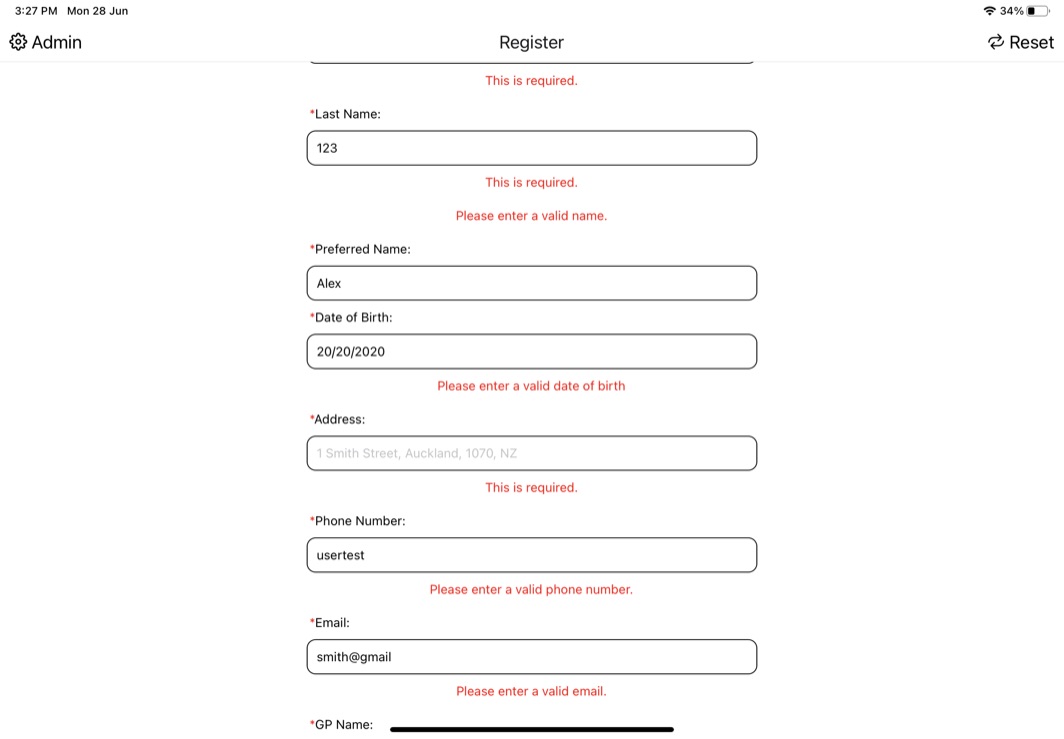 3:27 PM Mon 28 Jun 34%
Admin Register Reset
This is required.
*Last Name:
123
This is required.
Please enter a valid name.
*Preferred Name:
Alex
*Date of Birth:
20/20/2020
Please enter a valid date of birth
*Address:
1 Smith Street, Auckland, 1070, NZ
This is required.
*Phone Number:
usertest
Please enter a valid phone number.
*Email:
smith@gmail
Please enter a valid email.
*GP Name: